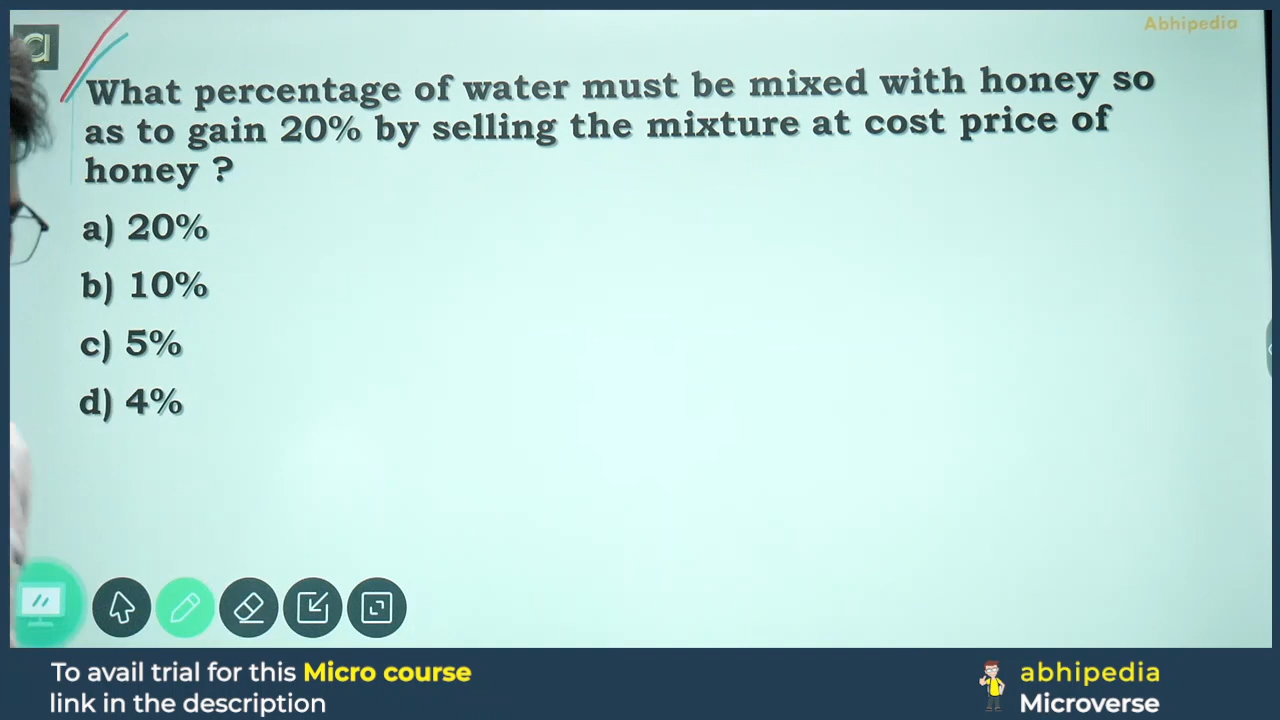 a
Abhipedia
What percentage of water must be mixed with honey so
as to gain 20% by selling the mixture at cost price of
honey ?
a) 20%
b) 10%
c) 5%
d) 4%
To avail trial for this Micro course
link in the description
abhipedia
Microverse